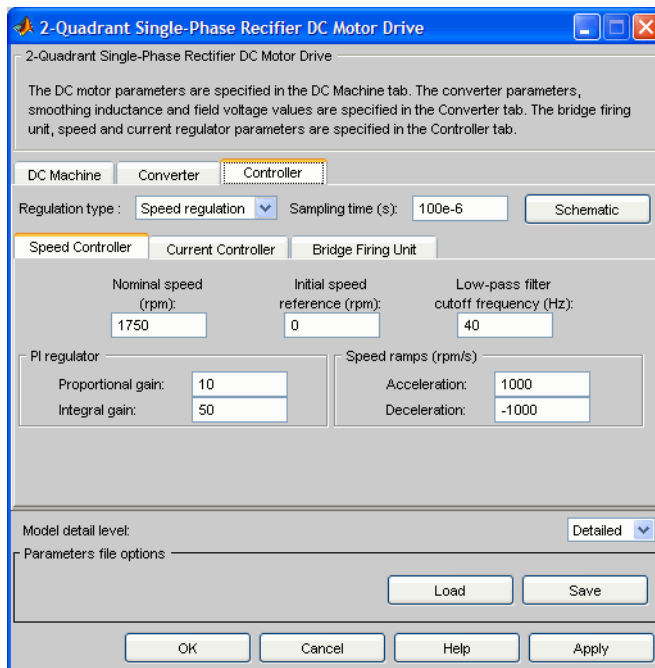 2-Quadrant Single-Phase Rectifier DC Motor Drive
2-Quadrant Single-Phase Rectifier DC Motor Drive
The DC motor parameters are specified in the DC Machine tab. The converter parameters,
smoothing inductance and field voltage values are specified in the Converter tab. The bridge firing
unit, speed and current regulator parameters are specified in the Controller tab.
DC Machine Converter Controller
Regulation type : Speed regulation Sampling time (s): 100e-6 Schematic
Speed Controller Current Controller Bridge Firing Unit
Nominal speed Initial speed Low-pass filter
(rpm): reference (rpm): cutoff frequency (Hz):
1750 0 40
PI regulator Speed ramps (rpm/s)
Proportional gain: 10 Acceleration: 1000
Integral gain: 50 Deceleration: -1000
Model detail level: Detailed
Parameters file options
Load Save
OK Cancel Help Apply